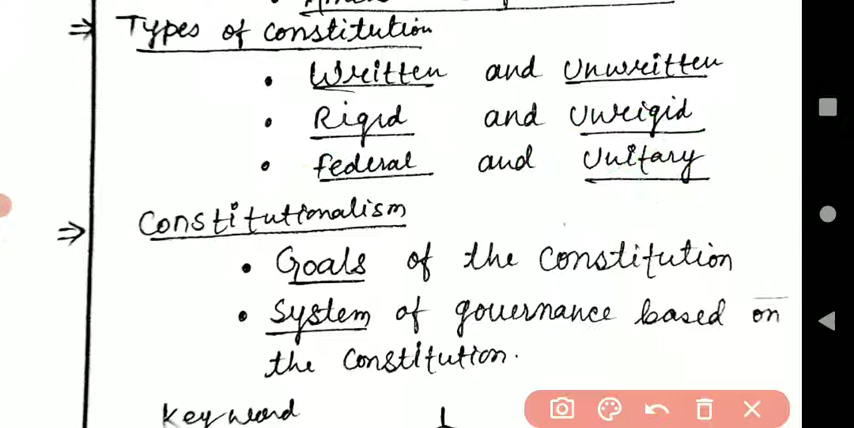 ⇒ Types of constitution
• Written and Unwritten
• Rigid and Unrigid
• federal and Unitary
⇒ Constitutionalism
• Goals of the constitution
• System of governance based on
the constitution.
Keyword